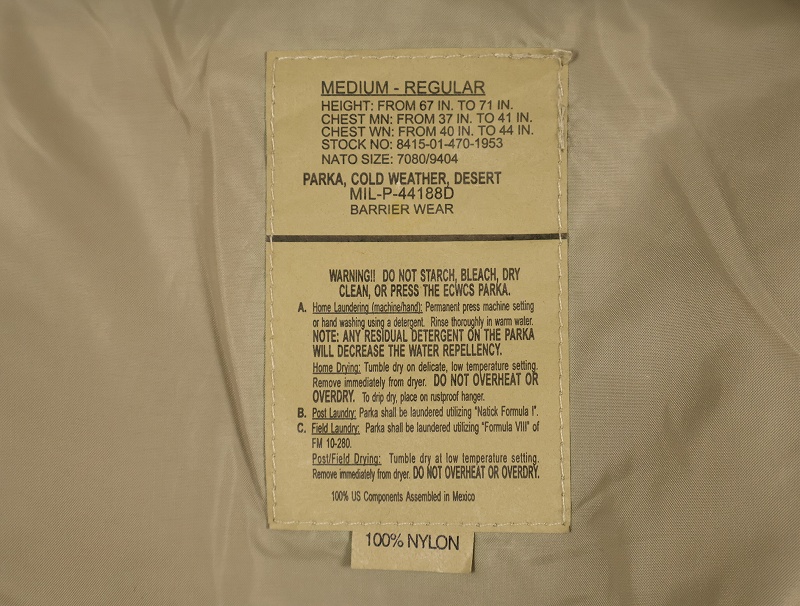 MEDIUM - REGULAR
HEIGHT: FROM 67 IN. TO 71 IN.
CHEST MN: FROM 37 IN. TO 41 IN.
CHEST WN: FROM 40 IN. TO 44 IN.
STOCK NO: 8415-01-470-1953
NATO SIZE: 7080/9404
PARKA, COLD WEATHER, DESERT
MIL-P-44188D
BARRIER WEAR
WARNING!! DO NOT STARCH, BLEACH, DRY
CLEAN, OR PRESS THE ECWCS PARKA.
A. Home Laundering (machine/hand): Permanent press machine setting
or hand washing using a detergent. Rinse thoroughly in warm water.
NOTE: ANY RESIDUAL DETERGENT ON THE PARKA
WILL DECREASE THE WATER REPELLENCY.
Home Drying: Tumble dry on delicate, low temperature setting.
Remove immediately from dryer. DO NOT OVERHEAT OR
OVERDRY. To drip dry, place on rustproof hanger.
B. Post Laundry: Parka shall be laundered utilizing "Natick Formula I".
C. Field Laundry: Parka shall be laundered utilizing "Formula VIII" of
FM 10-280.
Post/Field Drying: Tumble dry at low temperature setting.
Remove immediately from dryer. DO NOT OVERHEAT OR OVERDRY.
100% US Components Assembled in Mexico
100% NYLON